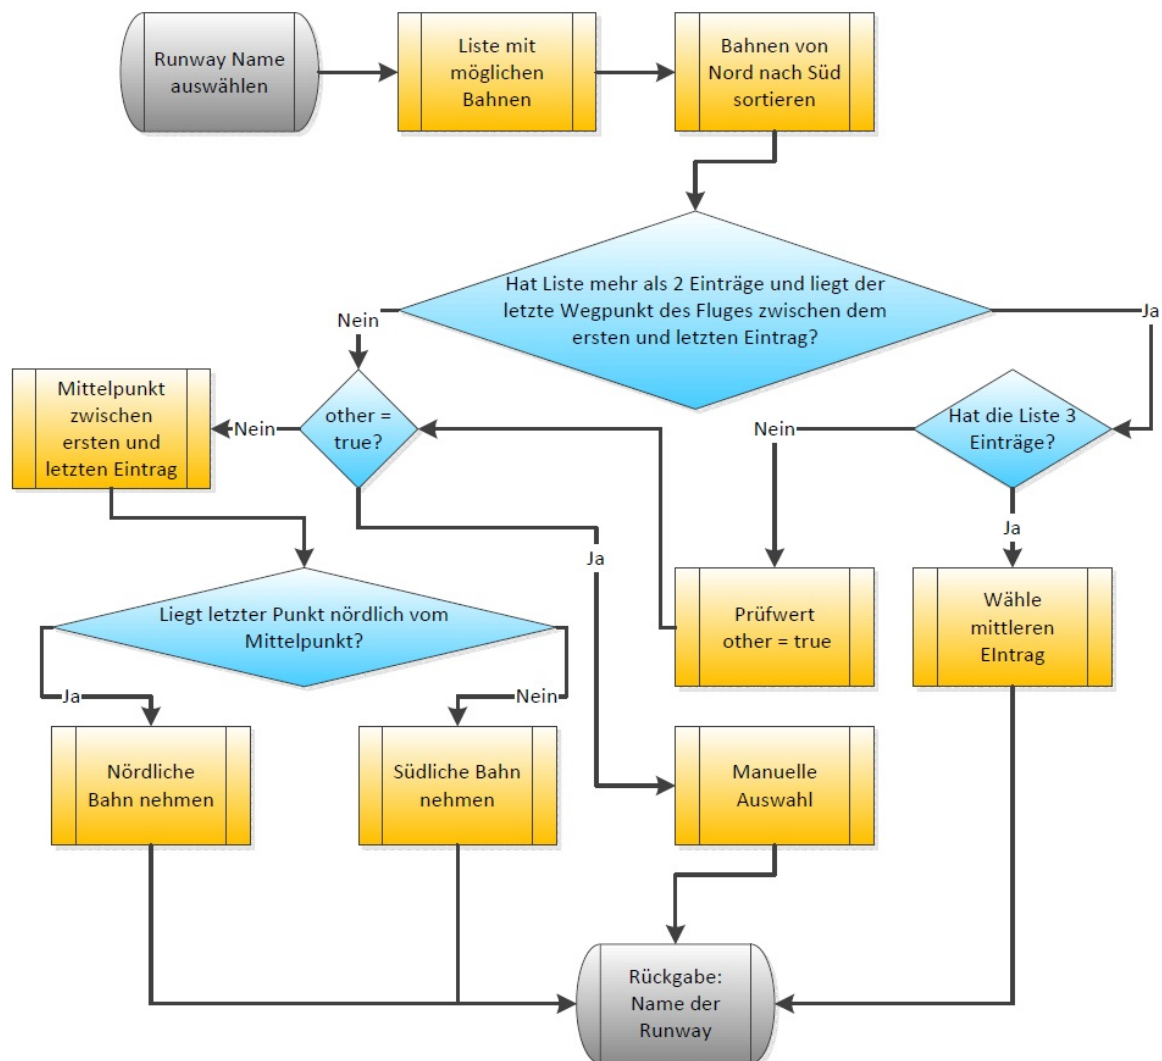 Runway Name
auswählen
Liste mit
möglichen
Bahnen
Bahnen von
Nord nach Süd
sortieren
Hat Liste mehr als 2 Einträge und liegt der
letzte Wegpunkt des Fluges zwischen dem
ersten und letzten Eintrag?
Nein
Ja
Mittelpunkt
zwischen
ersten und
letzten Eintrag
Nein
other =
true?
Nein
Hat die Liste 3
Einträge?
Ja
Ja
Liegt letzter Punkt nördlich vom
Mittelpunkt?
Prüfwert
other = true
Wähle
mittleren
EIntrag
Ja
Nein
Nördliche
Bahn nehmen
Südliche Bahn
nehmen
Manuelle
Auswahl
Rückgabe:
Name der
Runway